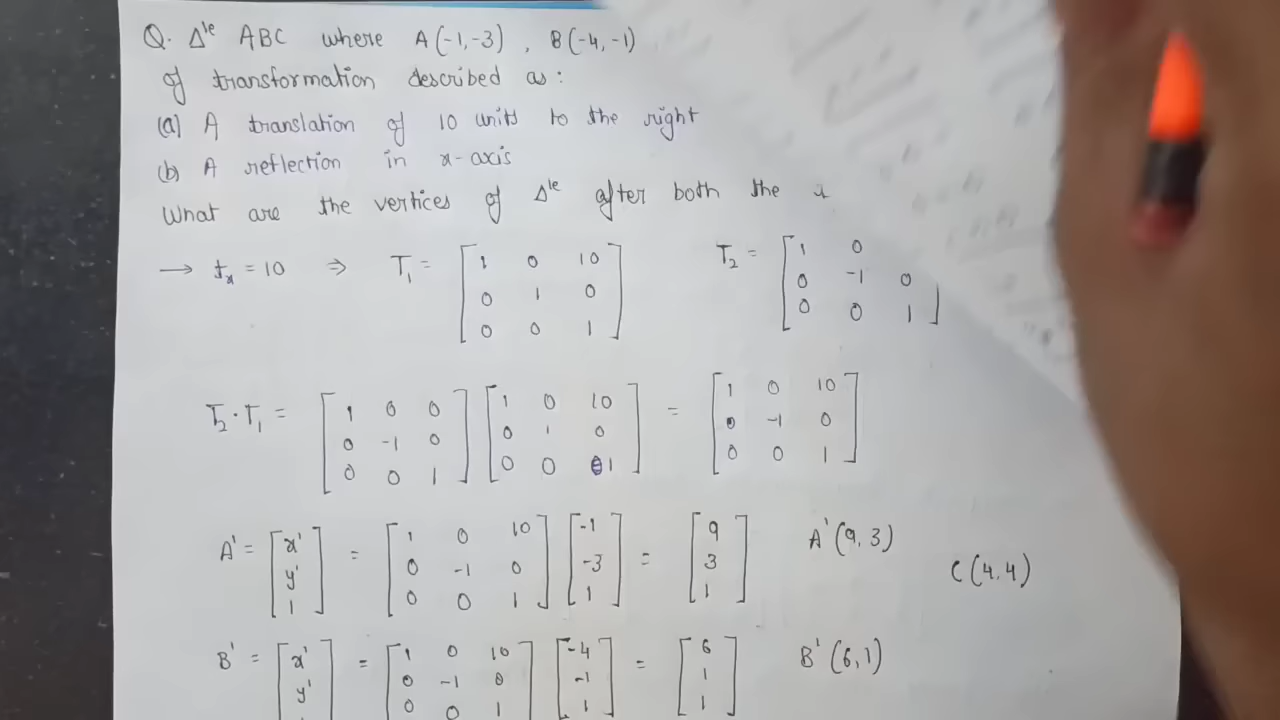 Q. Δle ABC where A(-1,-3), B(-4,-1)
of transformation described as:
(a) A translation of 10 units to the right
(b) A reflection in x-axis
What are the vertices of Δle after both the
→ tx = 10 ⇒ T1 = [1 0 10 T2 = [1 0
0 1 0 0 -1 0
0 0 1] 0 0 1]
T2·T1 = [1 0 0 [1 0 10 = [1 0 10
0 -1 0 0 1 0 0 -1 0
0 0 1] 0 0 1] 0 0 1]
A' = [x' = [1 0 10 [-1 = [9 A'(9,3)
y' 0 -1 0 -3 3 C(4,4)
1] 0 0 1] 1] 1]
B' = [x' = [1 0 10 [-4 = [6 B'(6,1)
y' 0 -1 0 -1 1
0 0 1 1] 1]